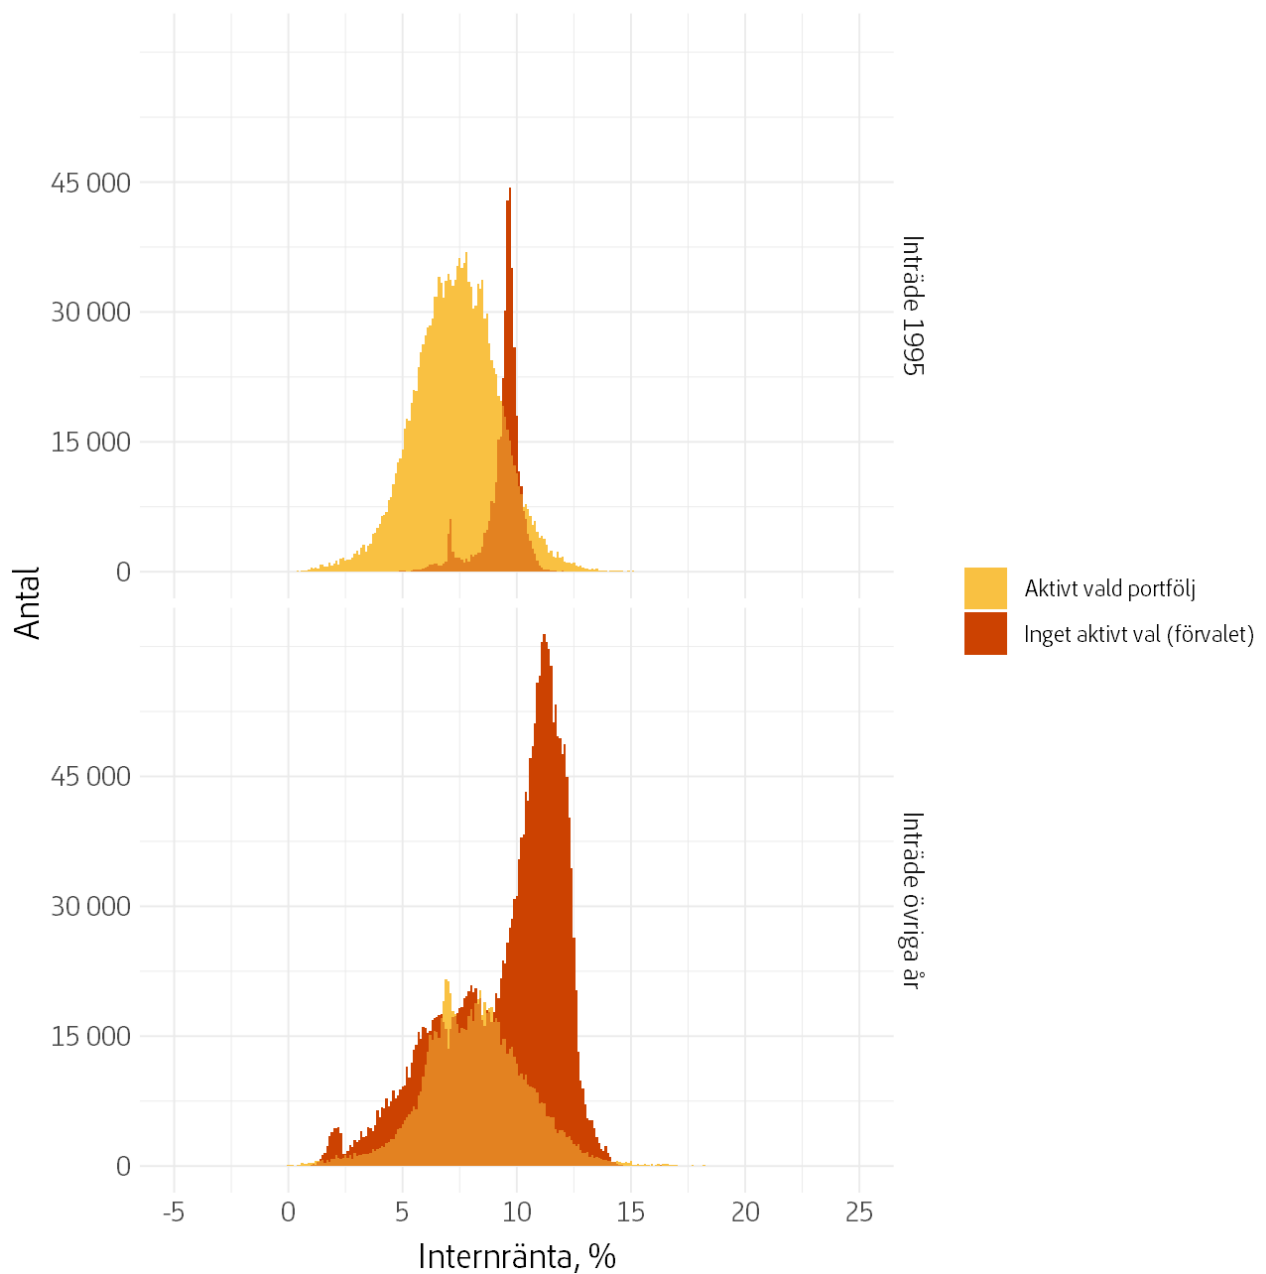 45 000
30 000
15 000
0
Inträde 1995
Antal
45 000
30 000
15 000
0
Inträde övriga år
-5 0 5 10 15 20 25
Internränta, %
Aktivt vald portfölj
Inget aktivt val (förvalet)